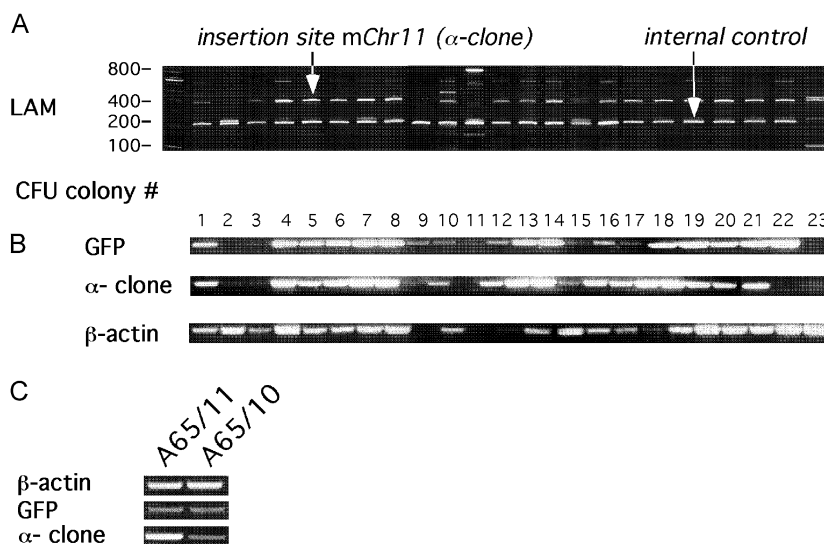 A
insertion site mChr11 (α-clone)
internal control
800-
LAM
400-
200-
100-
CFU colony #
1 2 3 4 5 6 7 8 9 10 11 12 13 14 15 16 17 18 19 20 21 22 23
B
GFP
α- clone
β-actin
C
A65/11
A65/10
β-actin
GFP
α- clone